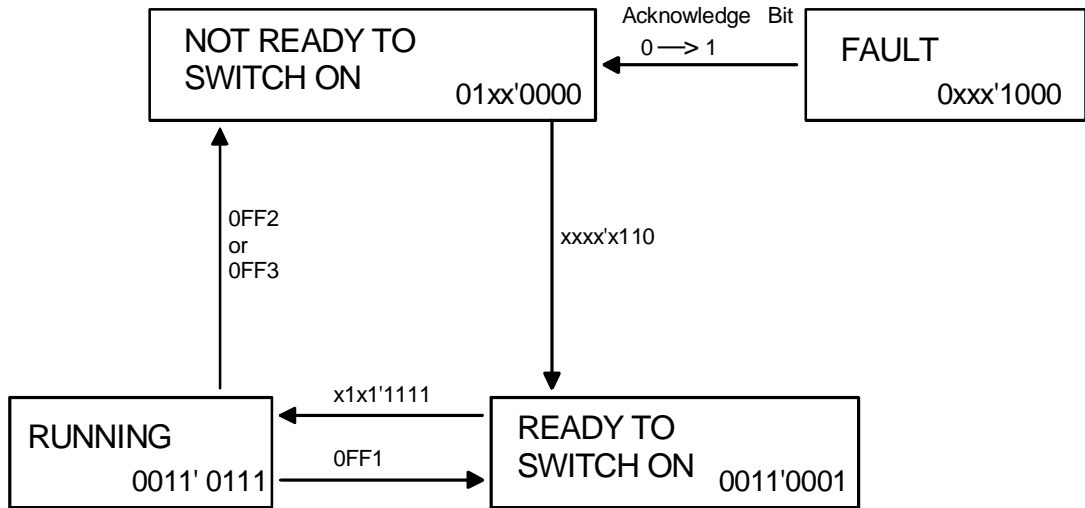 Acknowledge Bit
0 —> 1
NOT READY TO
SWITCH ON
01xx'0000
FAULT
0xxx'1000
0FF2
or
0FF3
xxxx'x110
x1x1'1111
RUNNING
0011' 0111
0FF1
READY TO
SWITCH ON
0011'0001